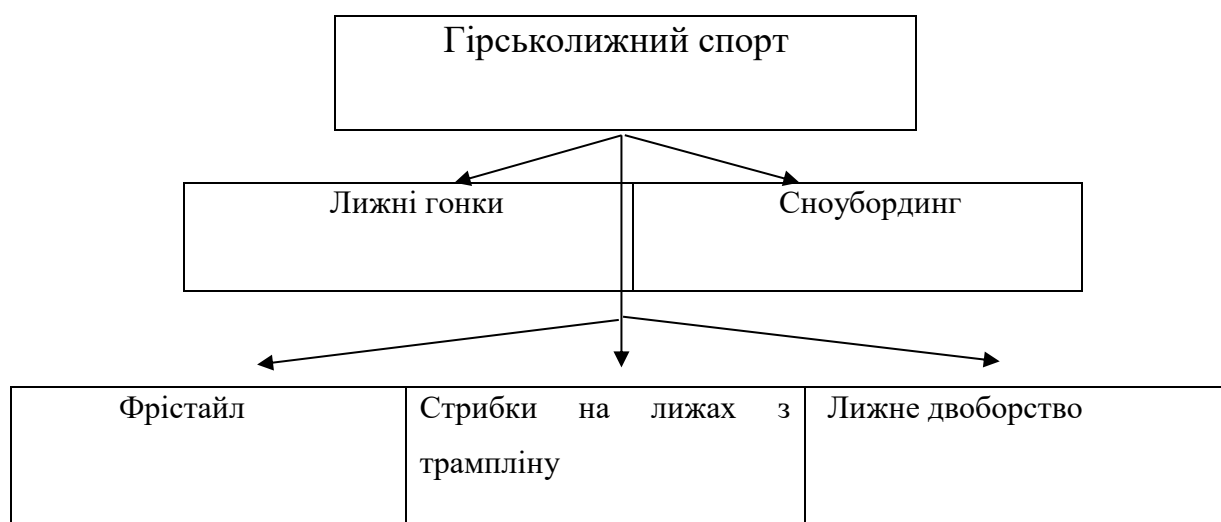 Гірськолижний спорт
Лижні гонки
Сноубординг
Фрістайл
Стрибки на лижах з
трампліну
Лижне двоборство